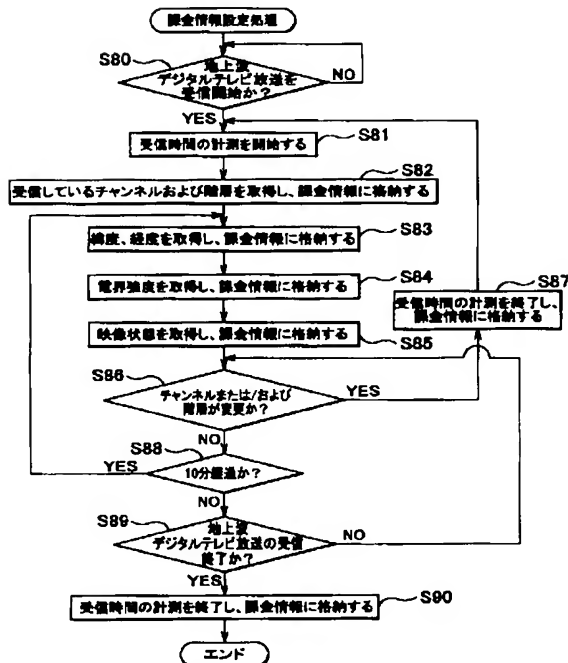 課金情報設定処理
S80
地上波
デジタルテレビ放送を
受信開始か？
NO
YES
S81
受信時間の計測を開始する
S82
受信しているチャンネルおよび階層を取得し、課金情報に格納する
S83
緯度、経度を取得し、課金情報に格納する
S84
電界強度を取得し、課金情報に格納する
S87
受信時間の計測を終了し、
課金情報に格納する
S85
映像状態を取得し、課金情報に格納する
S86
チャンネルまたは/および
階層が変更か？
YES
NO
S88
YES
10分経過か？
NO
S89
地上波
デジタルテレビ放送の受信
終了か？
NO
YES
S90
受信時間の計測を終了し、課金情報に格納する
エンド